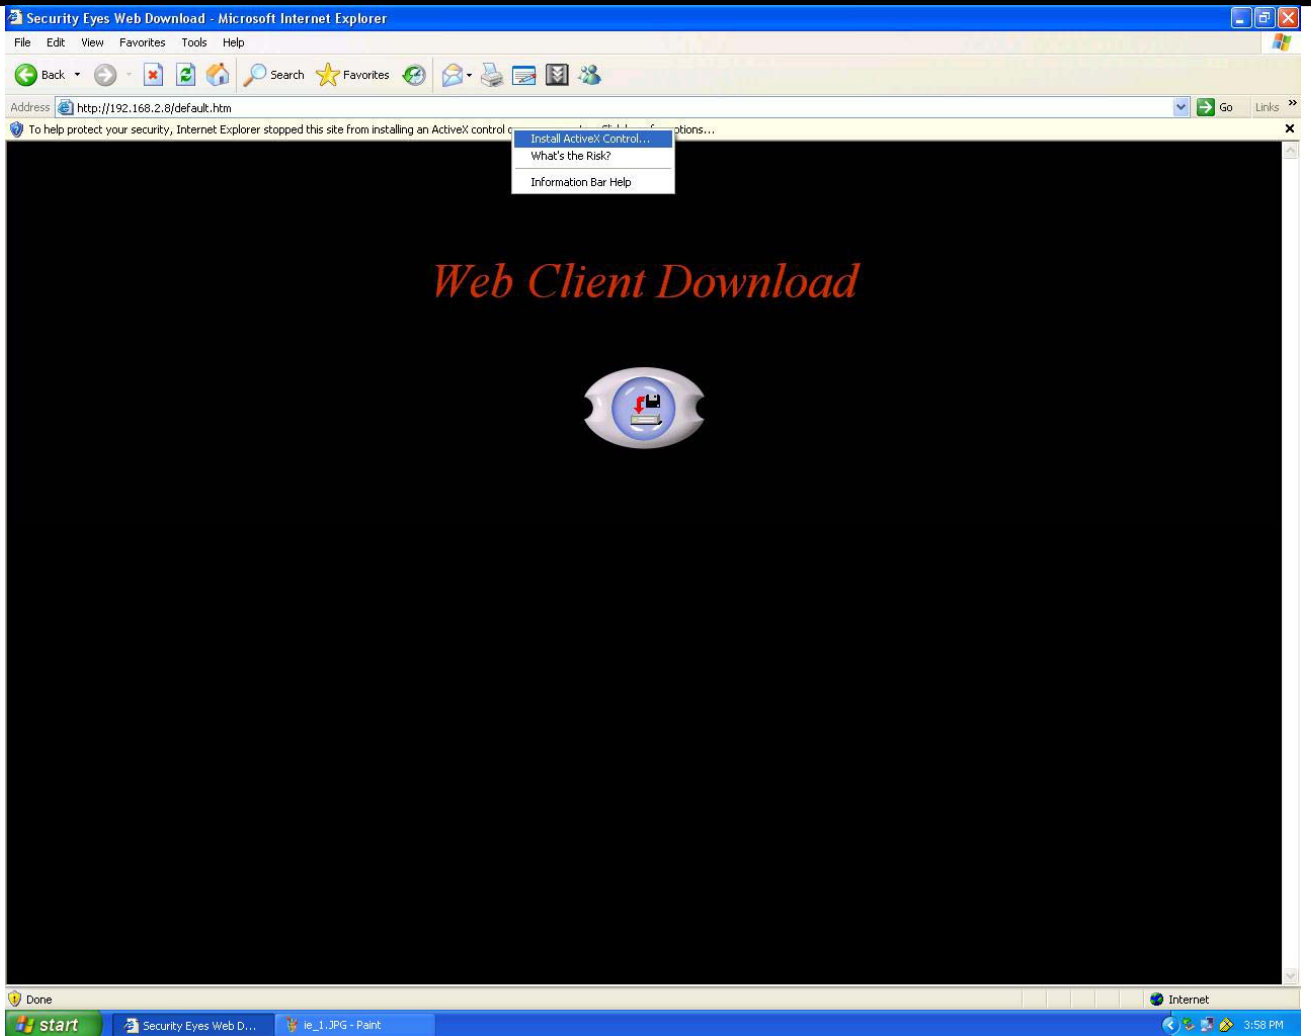 Security Eyes Web Download - Microsoft Internet Explorer
File Edit View Favorites Tools Help
Back Search Favorites
Address http://192.168.2.8/default.htm Go Links »
To help protect your security, Internet Explorer stopped this site from installing an ActiveX control
Install ActiveX Control...
What's the Risk?
Information Bar Help
Web Client Download
Done Internet
start Security Eyes Web D... ie_1.JPG - Paint 3:58 PM